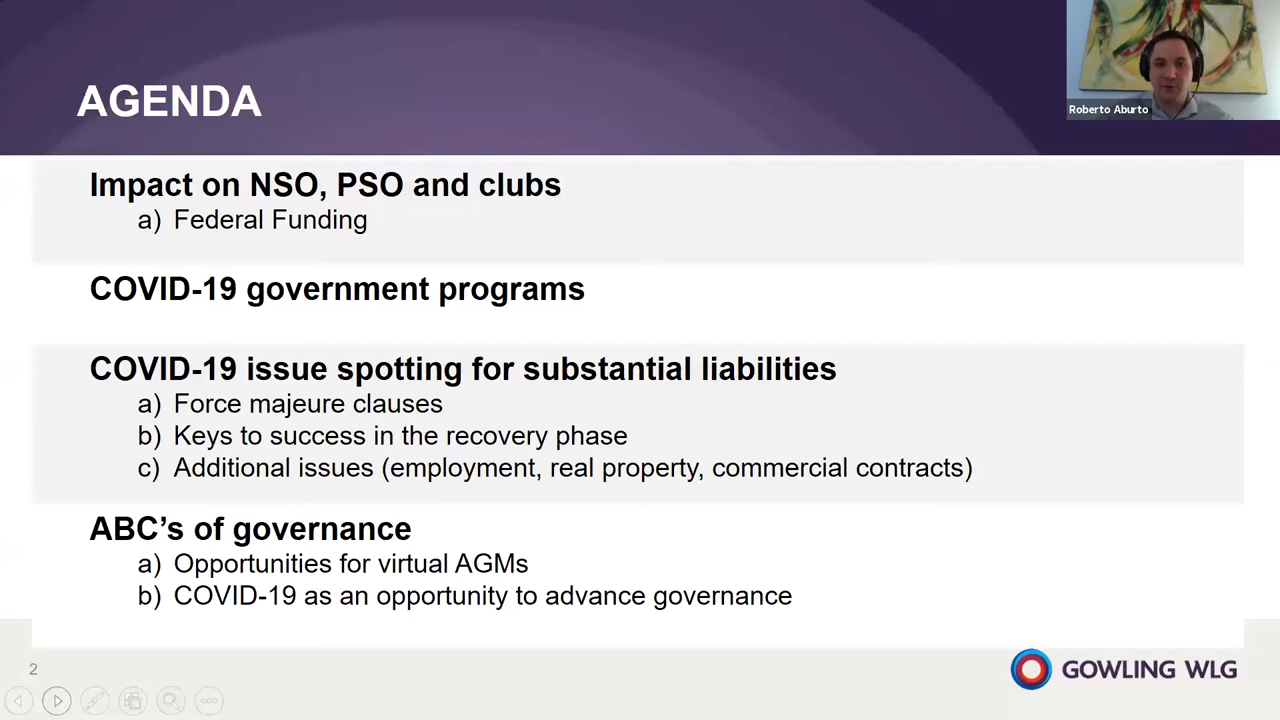 AGENDA
Roberto Aburto
Impact on NSO, PSO and clubs
a) Federal Funding
COVID-19 government programs
COVID-19 issue spotting for substantial liabilities
a) Force majeure clauses
b) Keys to success in the recovery phase
c) Additional issues (employment, real property, commercial contracts)
ABC’s of governance
a) Opportunities for virtual AGMs
b) COVID-19 as an opportunity to advance governance
2
GOWLING WLG